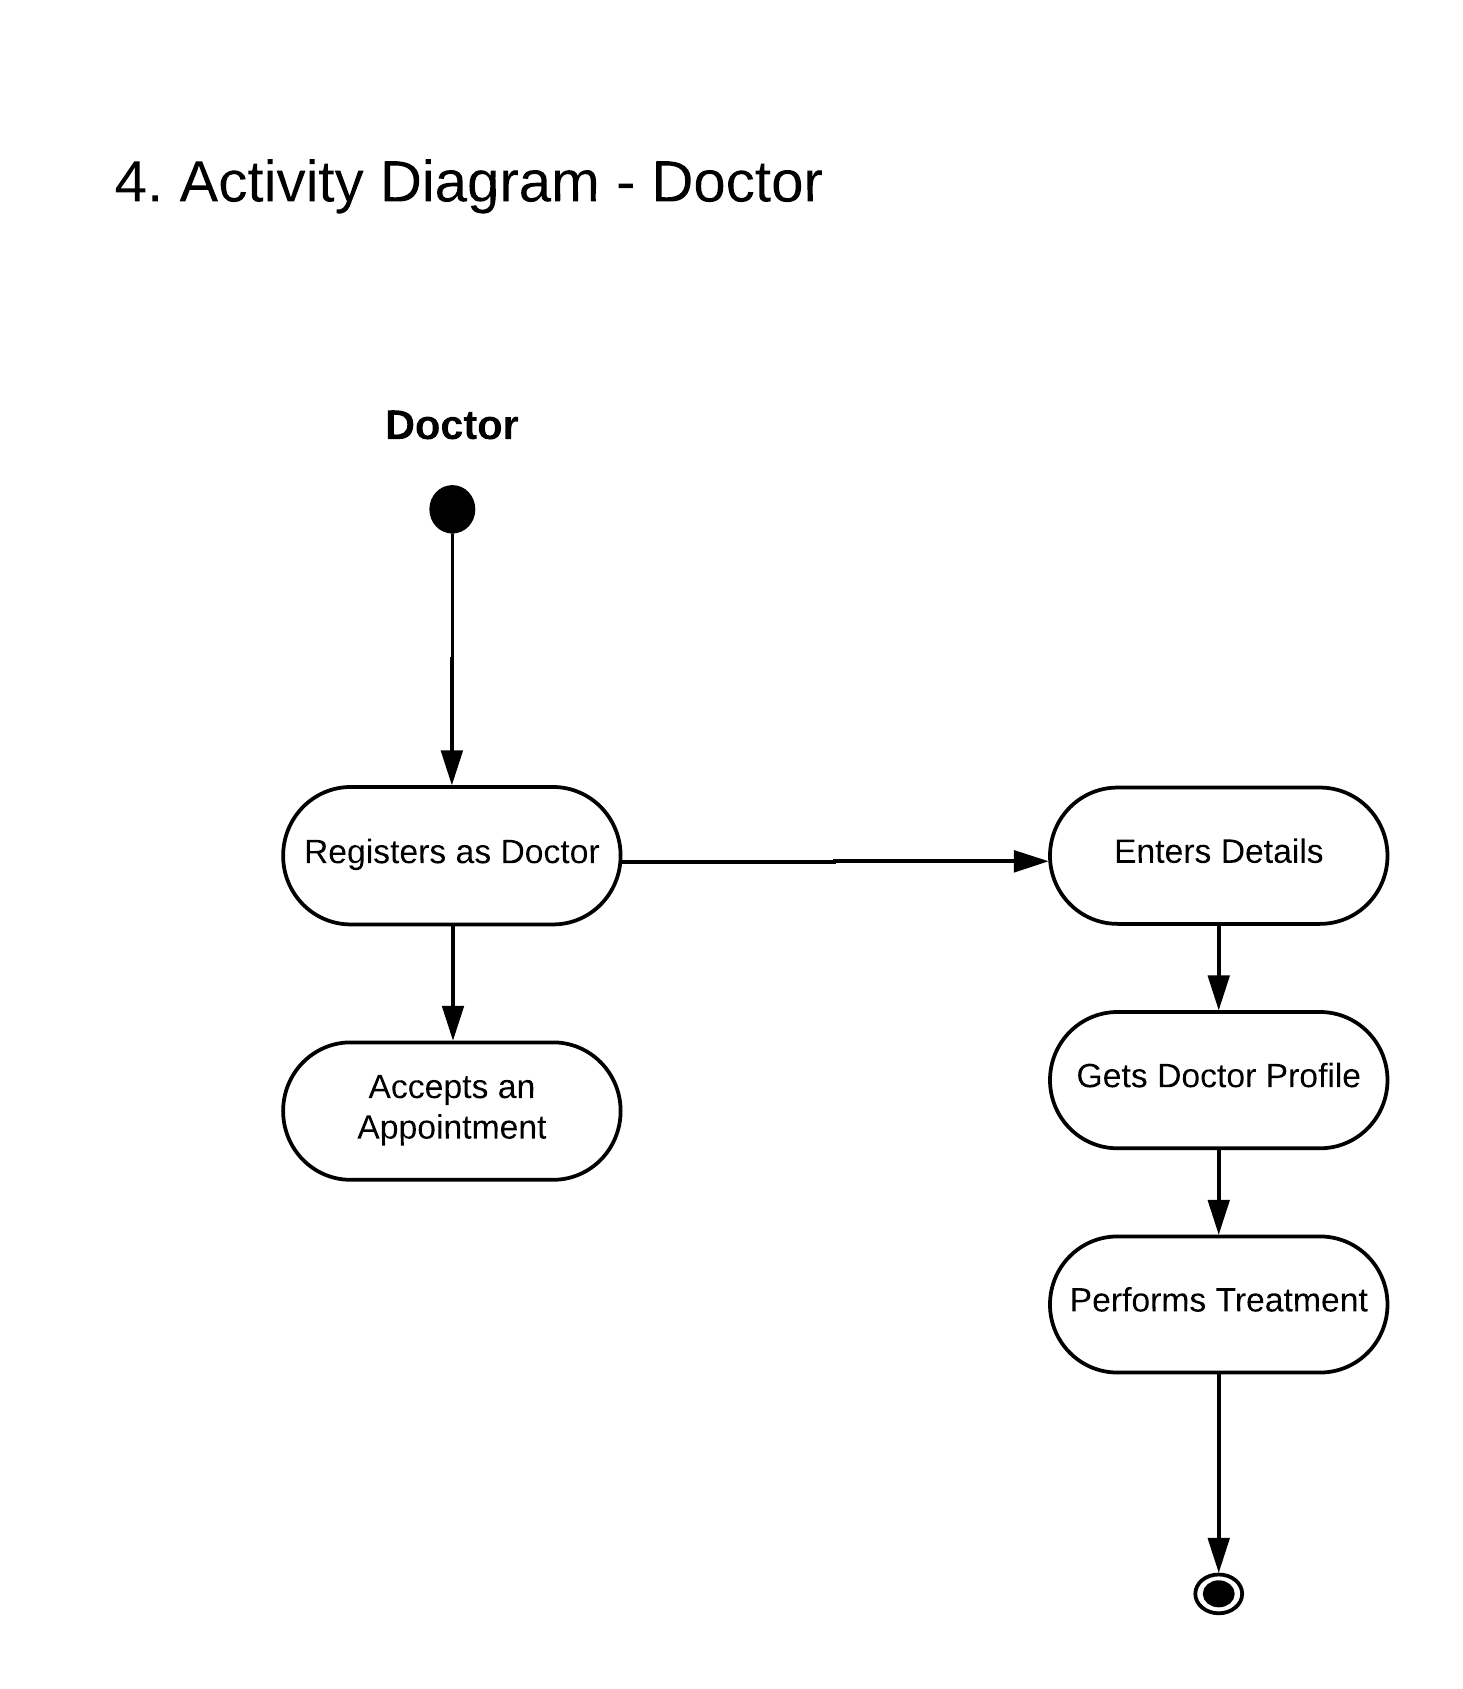 4. Activity Diagram - Doctor
Doctor
Registers as Doctor
Enters Details
Accepts an
Appointment
Gets Doctor Profile
Performs Treatment